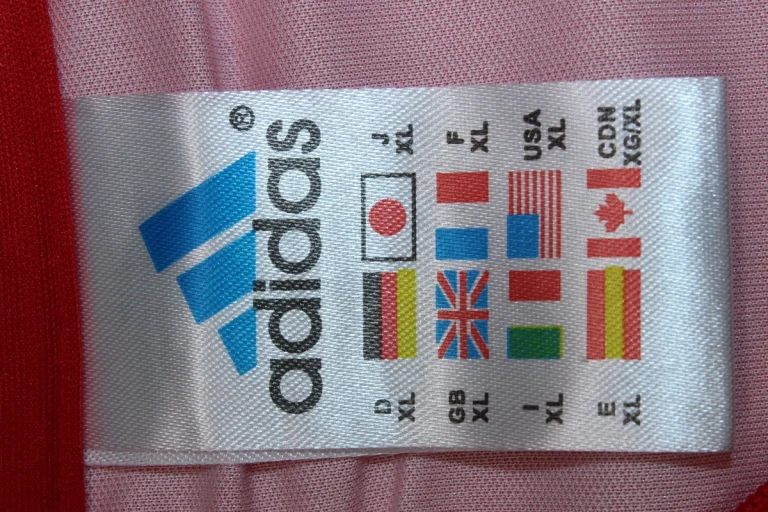 adidas®
D J
XL XL
GB F
XL XL
I USA
XL XL
E CDN
XL XG/XL